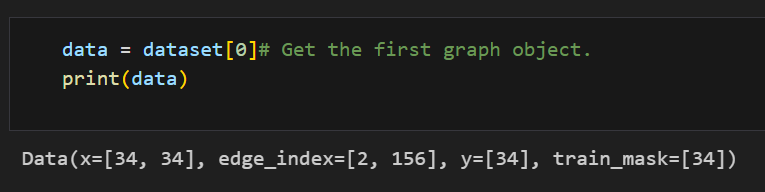 data = dataset[0]# Get the first graph object.
print(data)
Data(x=[34, 34], edge_index=[2, 156], y=[34], train_mask=[34])